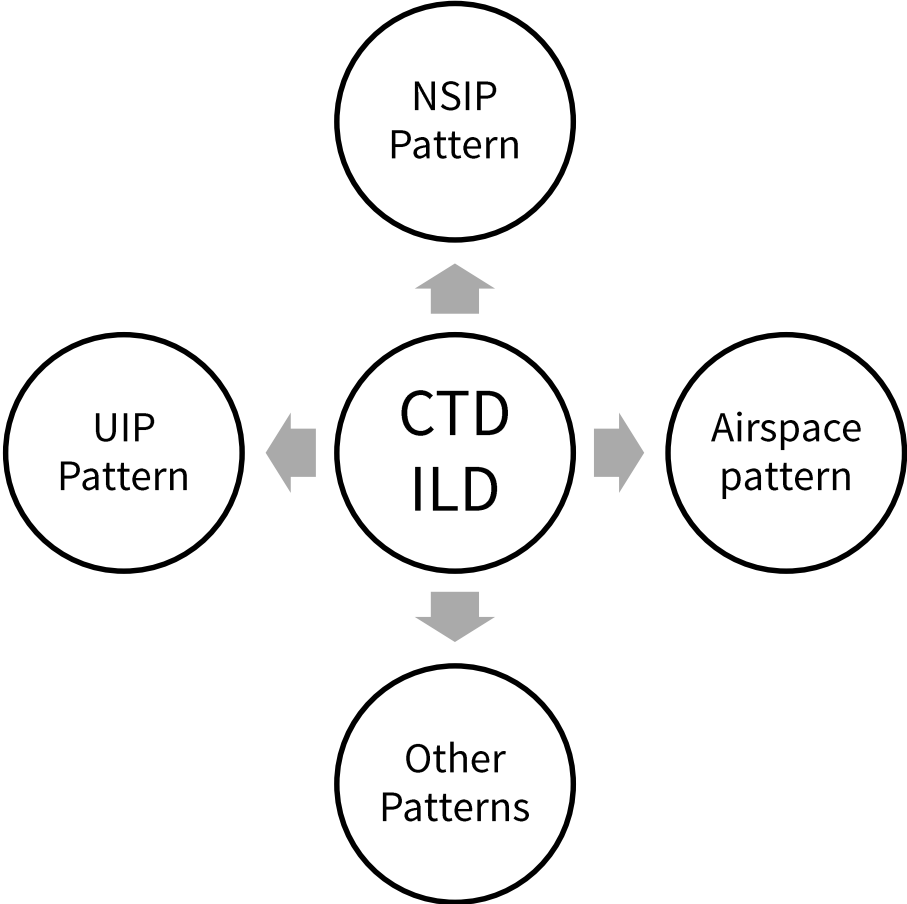 NSIP
Pattern
UIP
Pattern
CTD
ILD
Airspace
pattern
Other
Patterns